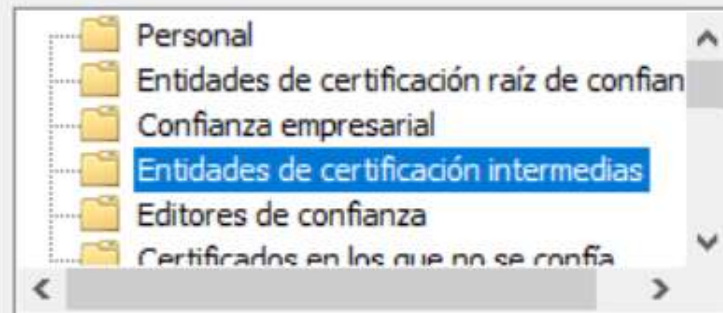 Personal
Entidades de certificación raíz de confian
Confianza empresarial
Entidades de certificación intermedias
Editores de confianza
Certificados en los que no se confía